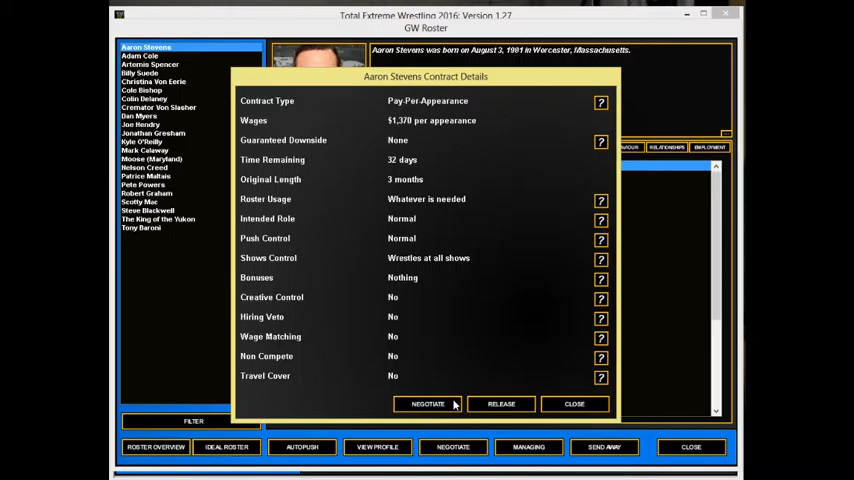 Total Extreme Wrestling 2016: Version 1.27
GW Roster
Aaron Stevens
Adam Cole
Artemis Spencer
Billy Suede
Christina Von Eerie
Cole Bishop
Colin Delaney
Cremator Von Slasher
Dan Myers
Joe Hendry
Jonathan Gresham
Kyle O'Reilly
Mark Calaway
Moose (Maryland)
Nelson Creed
Patrice Maltais
Pete Powers
Robert Graham
Scotty Mac
Steve Blackwell
The King of the Yukon
Tony Baroni
Aaron Stevens was born on August 3, 1981 in Worcester, Massachusetts.
Aaron Stevens Contract Details
Contract Type Pay-Per-Appearance ?
Wages $1,370 per appearance
Guaranteed Downside None ?
Time Remaining 32 days
Original Length 3 months
Roster Usage Whatever is needed ?
Intended Role Normal ?
Push Control Normal ?
Shows Control Wrestles at all shows ?
Bonuses Nothing ?
Creative Control No ?
Hiring Veto No ?
Wage Matching No ?
Non Compete No ?
Travel Cover No ?
NEGOTIATE RELEASE CLOSE
AVIOUR RELATIONSHIPS EMPLOYMENT
FILTER
ROSTER OVERVIEW IDEAL ROSTER AUTOPUSH VIEW PROFILE NEGOTIATE MANAGING SEND AWAY CLOSE